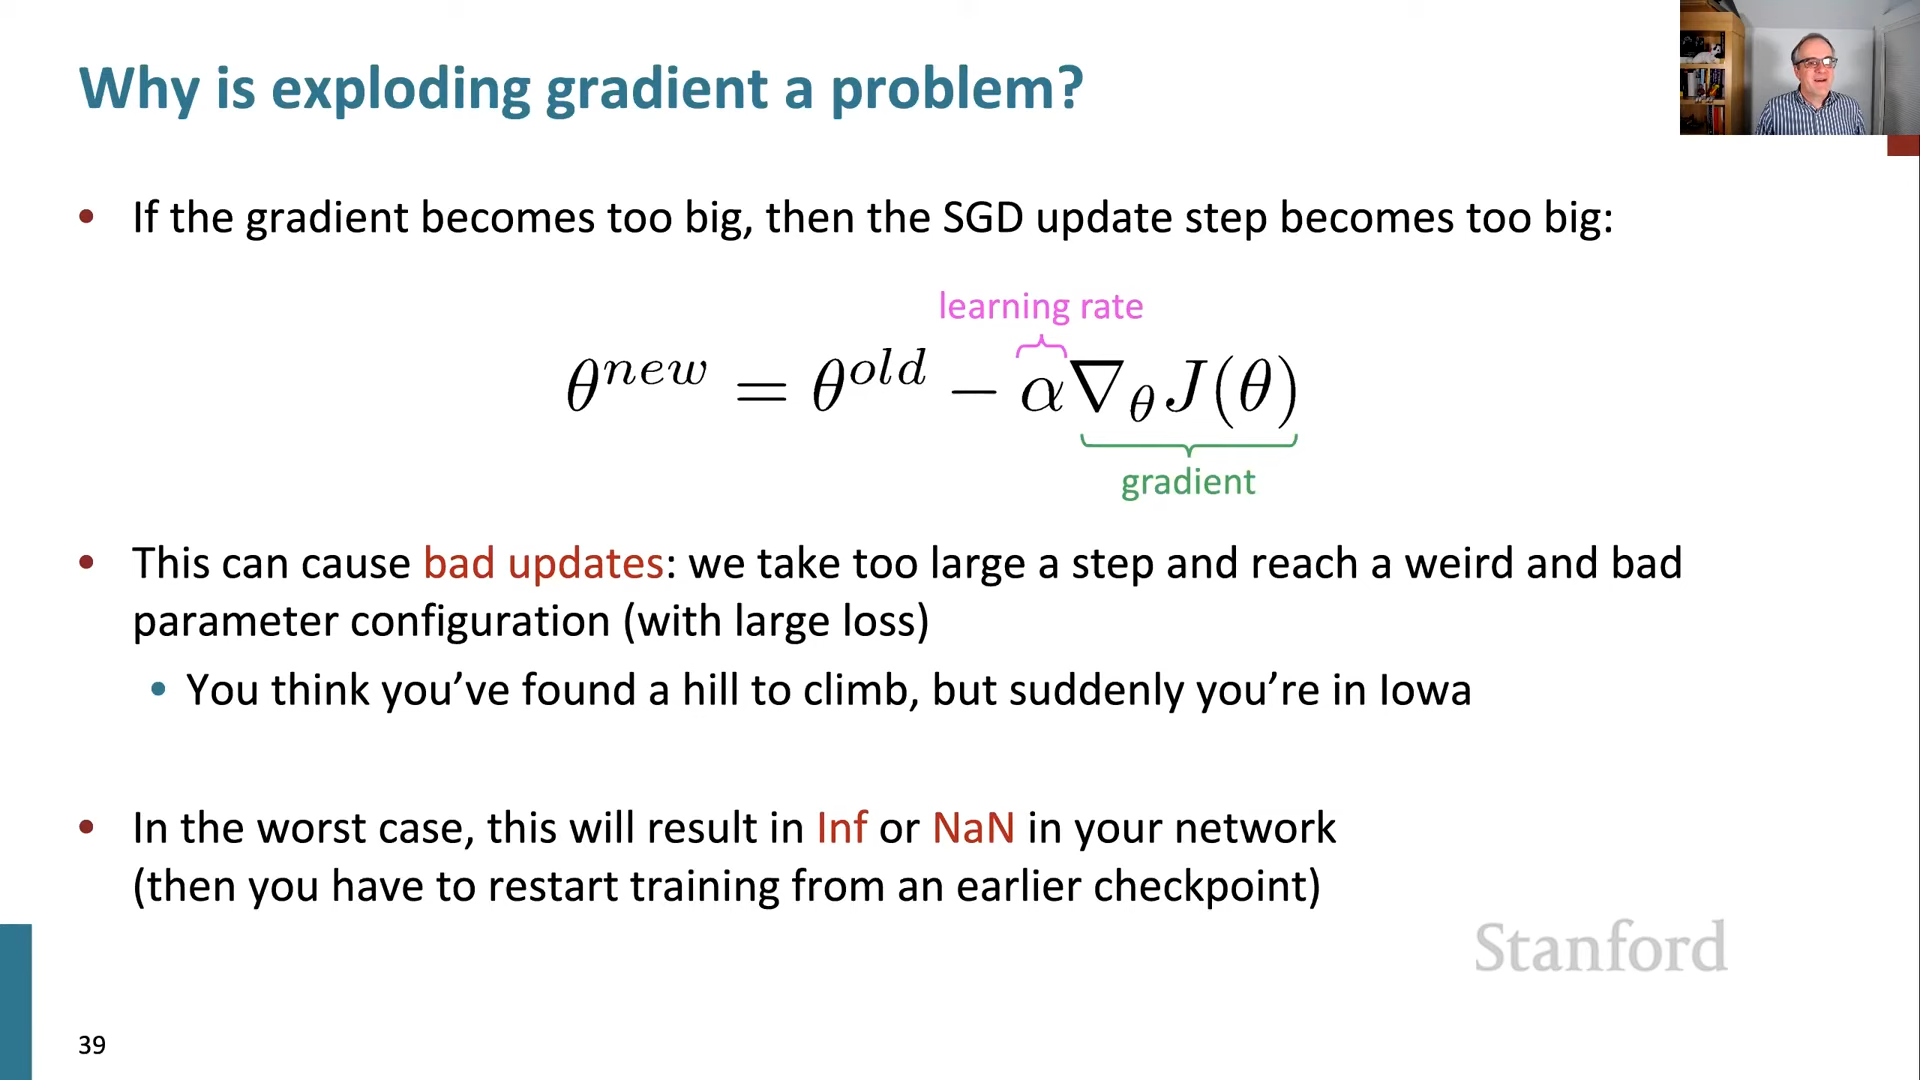 Why is exploding gradient a problem?
• If the gradient becomes too big, then the SGD update step becomes too big:
learning rate
θ^{new} = θ^{old} − α∇_θ J(θ)
gradient
• This can cause bad updates: we take too large a step and reach a weird and bad
parameter configuration (with large loss)
• You think you’ve found a hill to climb, but suddenly you’re in Iowa
• In the worst case, this will result in Inf or NaN in your network
(then you have to restart training from an earlier checkpoint)
Stanford
39